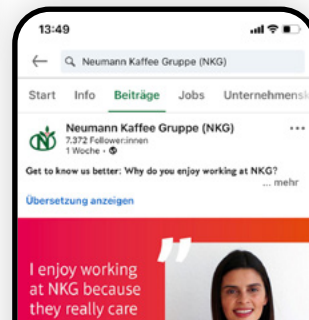 13:49
Neumann Kaffee Gruppe (NKG)
Start Info Beiträge Jobs Unternehmensk
Neumann Kaffee Gruppe (NKG)
7.372 Follower:innen
1 Woche •
Get to know us better: Why do you enjoy working at NKG?
... mehr
Übersetzung anzeigen
I enjoy working
at NKG because
they really care